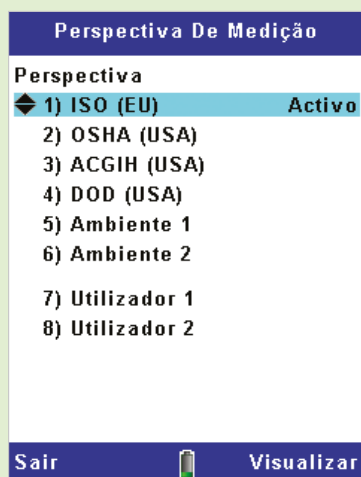 Perspectiva De Medição
Perspectiva
1) ISO (EU) Activo
2) OSHA (USA)
3) ACGIH (USA)
4) DOD (USA)
5) Ambiente 1
6) Ambiente 2
7) Utilizador 1
8) Utilizador 2
Sair Visualizar